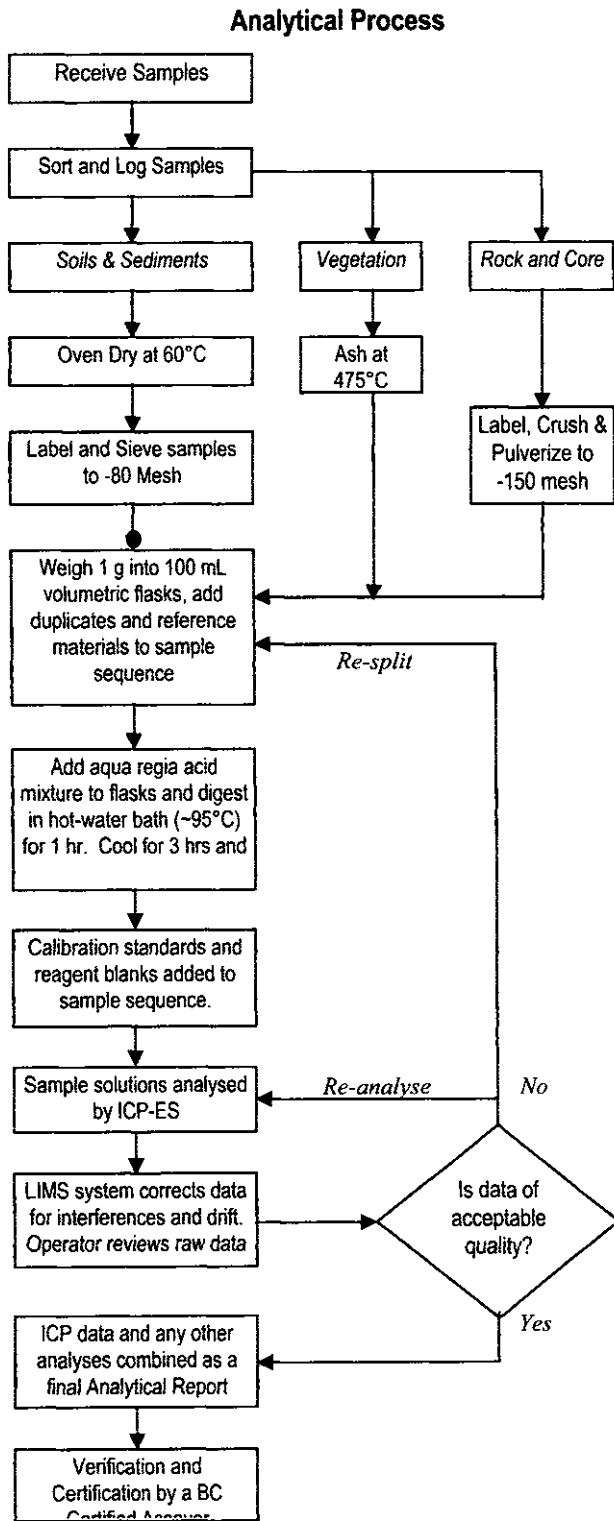 Analytical Process
Receive Samples
Sort and Log Samples
Soils & Sediments
Vegetation
Rock and Core
Oven Dry at 60°C
Ash at
475°C
Label and Sieve samples
to -80 Mesh
Label, Crush &
Pulverize to
-150 mesh
Weigh 1 g into 100 mL
volumetric flasks, add
duplicates and reference
materials to sample
sequence
Re-split
Add aqua regia acid
mixture to flasks and digest
in hot-water bath (~95°C)
for 1 hr. Cool for 3 hrs and
Calibration standards and
reagent blanks added to
sample sequence.
Sample solutions analysed
by ICP-ES
Re-analyse
No
LIMS system corrects data
for interferences and drift.
Operator reviews raw data
Is data of
acceptable
quality?
Yes
ICP data and any other
analyses combined as a
final Analytical Report
Verification and
Certification by a BC
Certified Assayer